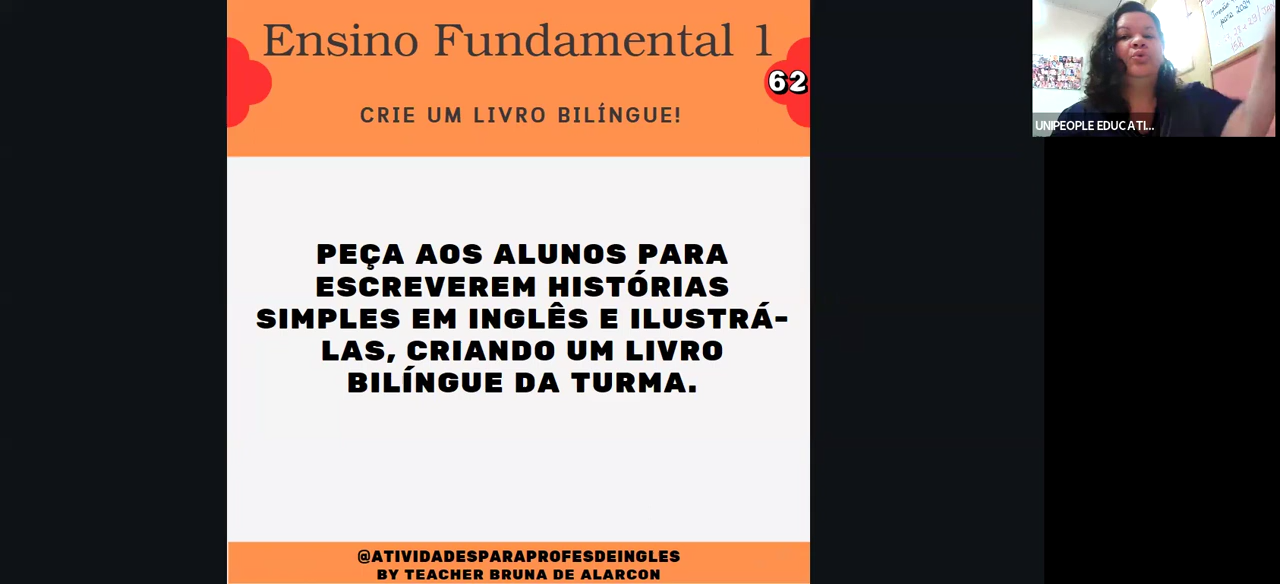 Ensino Fundamental 1
62
CRIE UM LIVRO BILÍNGUE!
PEÇA AOS ALUNOS PARA
ESCREVEREM HISTÓRIAS
SIMPLES EM INGLÊS E ILUSTRÁ-
LAS, CRIANDO UM LIVRO
BILÍNGUE DA TURMA.
@ATIVIDADESPARAPROFESDEINGLES
BY TEACHER BRUNA DE ALARCON
UNIPEOPLE EDUCATI...